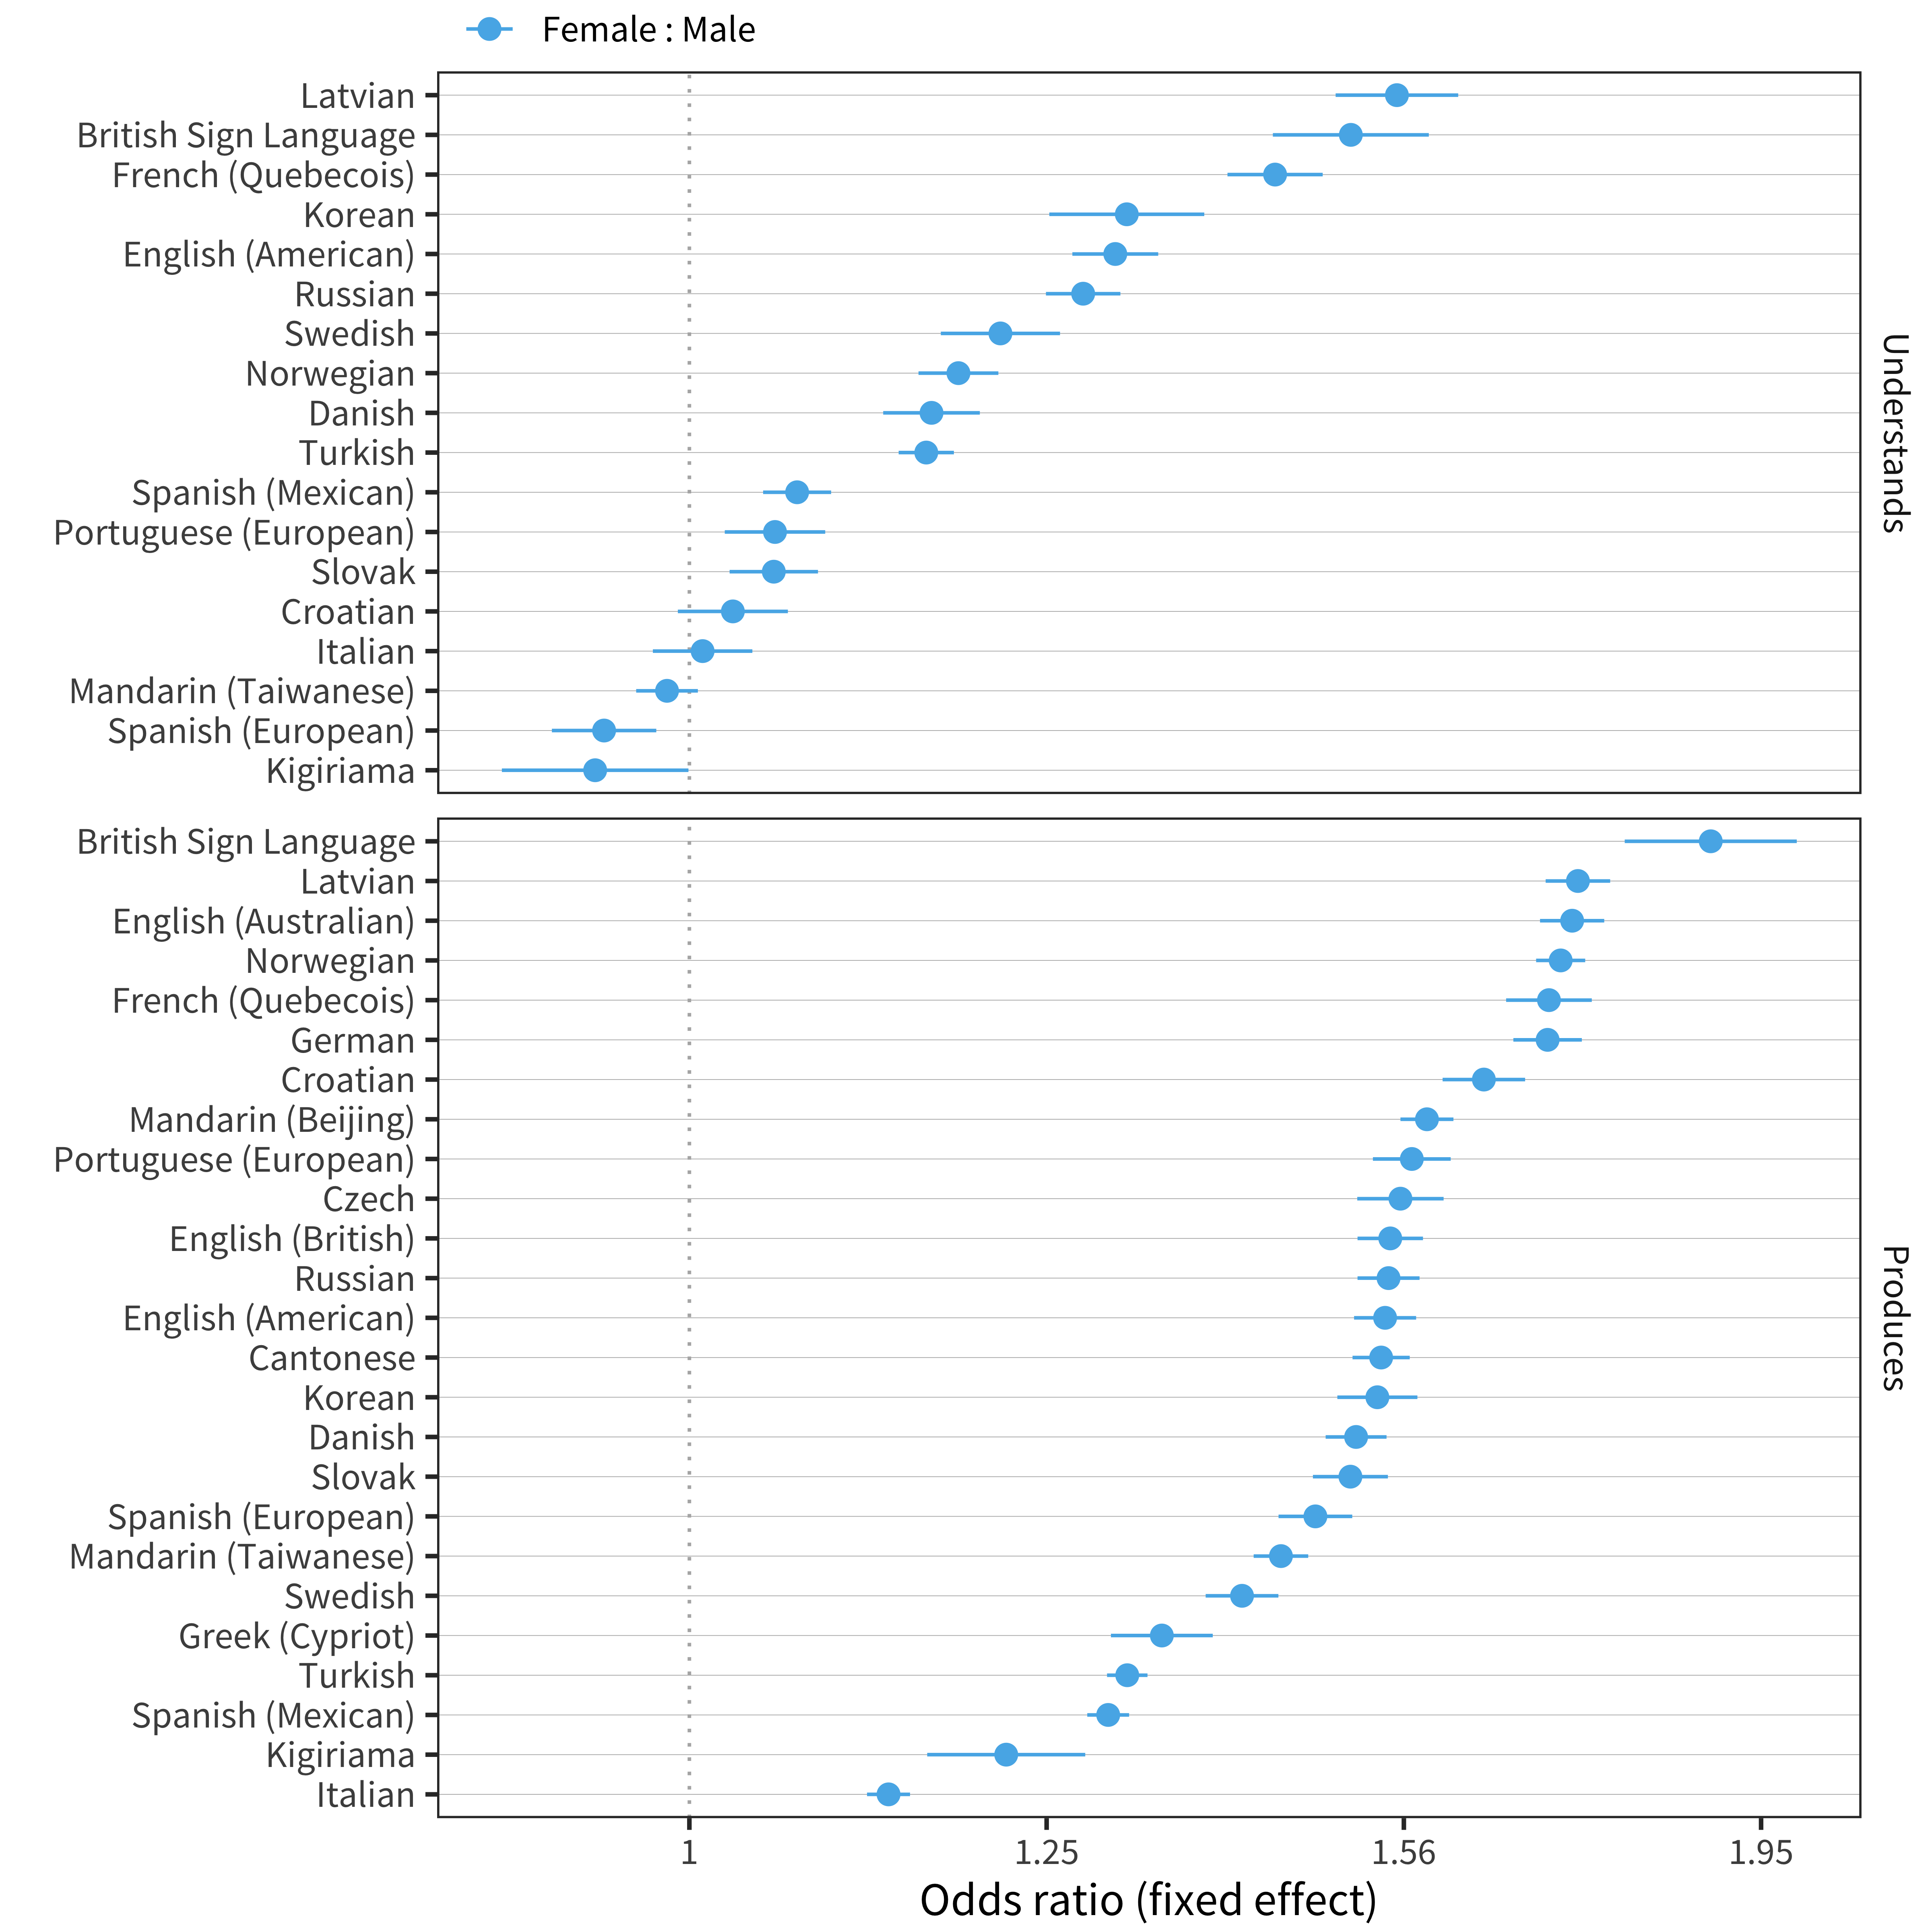 Female : Male
Latvian
British Sign Language
French (Quebecois)
Korean
English (American)
Russian
Swedish
Norwegian
Danish
Turkish
Spanish (Mexican)
Portuguese (European)
Slovak
Croatian
Italian
Mandarin (Taiwanese)
Spanish (European)
Kigiriama
Understands
British Sign Language
Latvian
English (Australian)
Norwegian
French (Quebecois)
German
Croatian
Mandarin (Beijing)
Portuguese (European)
Czech
English (British)
Russian
English (American)
Cantonese
Korean
Danish
Slovak
Spanish (European)
Mandarin (Taiwanese)
Swedish
Greek (Cypriot)
Turkish
Spanish (Mexican)
Kigiriama
Italian
Produces
1 1.25 1.56 1.95
Odds ratio (fixed effect)